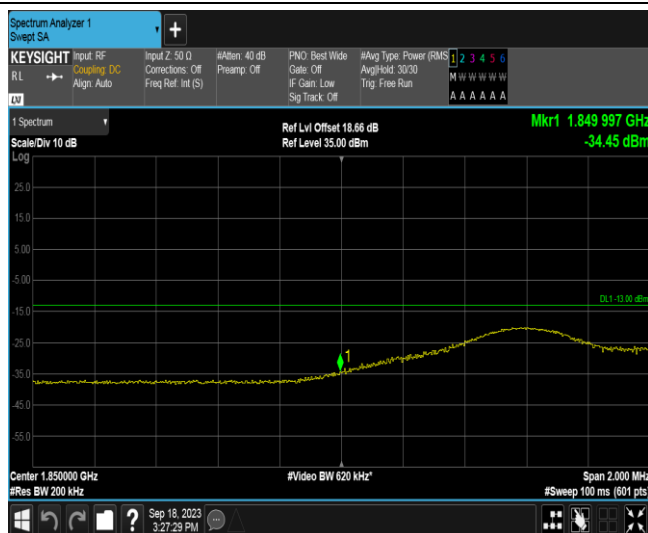 Spectrum Analyzer 1
Swept SA
+
KEYSIGHT
RL
Input: RF
Coupling: DC
Align: Auto
Input Z: 50 Ω
Corrections: Off
Freq Ref: Int (S)
#Atten: 40 dB
Preamp: Off
PNO: Best Wide
Gate: Off
IF Gain: Low
Sig Track: Off
#Avg Type: Power (RMS
Avg|Hold: 30/30
Trig: Free Run
1 2 3 4 5 6
M W W W W W
A A A A A A
LXI
1 Spectrum
Scale/Div 10 dB
Log
Ref Lvl Offset 18.66 dB
Ref Level 35.00 dBm
Mkr1 1.849 997 GHz
-34.45 dBm
25.0
15.0
5.00
-5.00
-15.0
-25.0
-35.0
-45.0
-55.0
DL1 -13.00 dBm
1
Center 1.850000 GHz
#Res BW 200 kHz
#Video BW 620 kHz*
Span 2.000 MHz
#Sweep 100 ms (601 pts)
?
Sep 18, 2023
3:27:29 PM